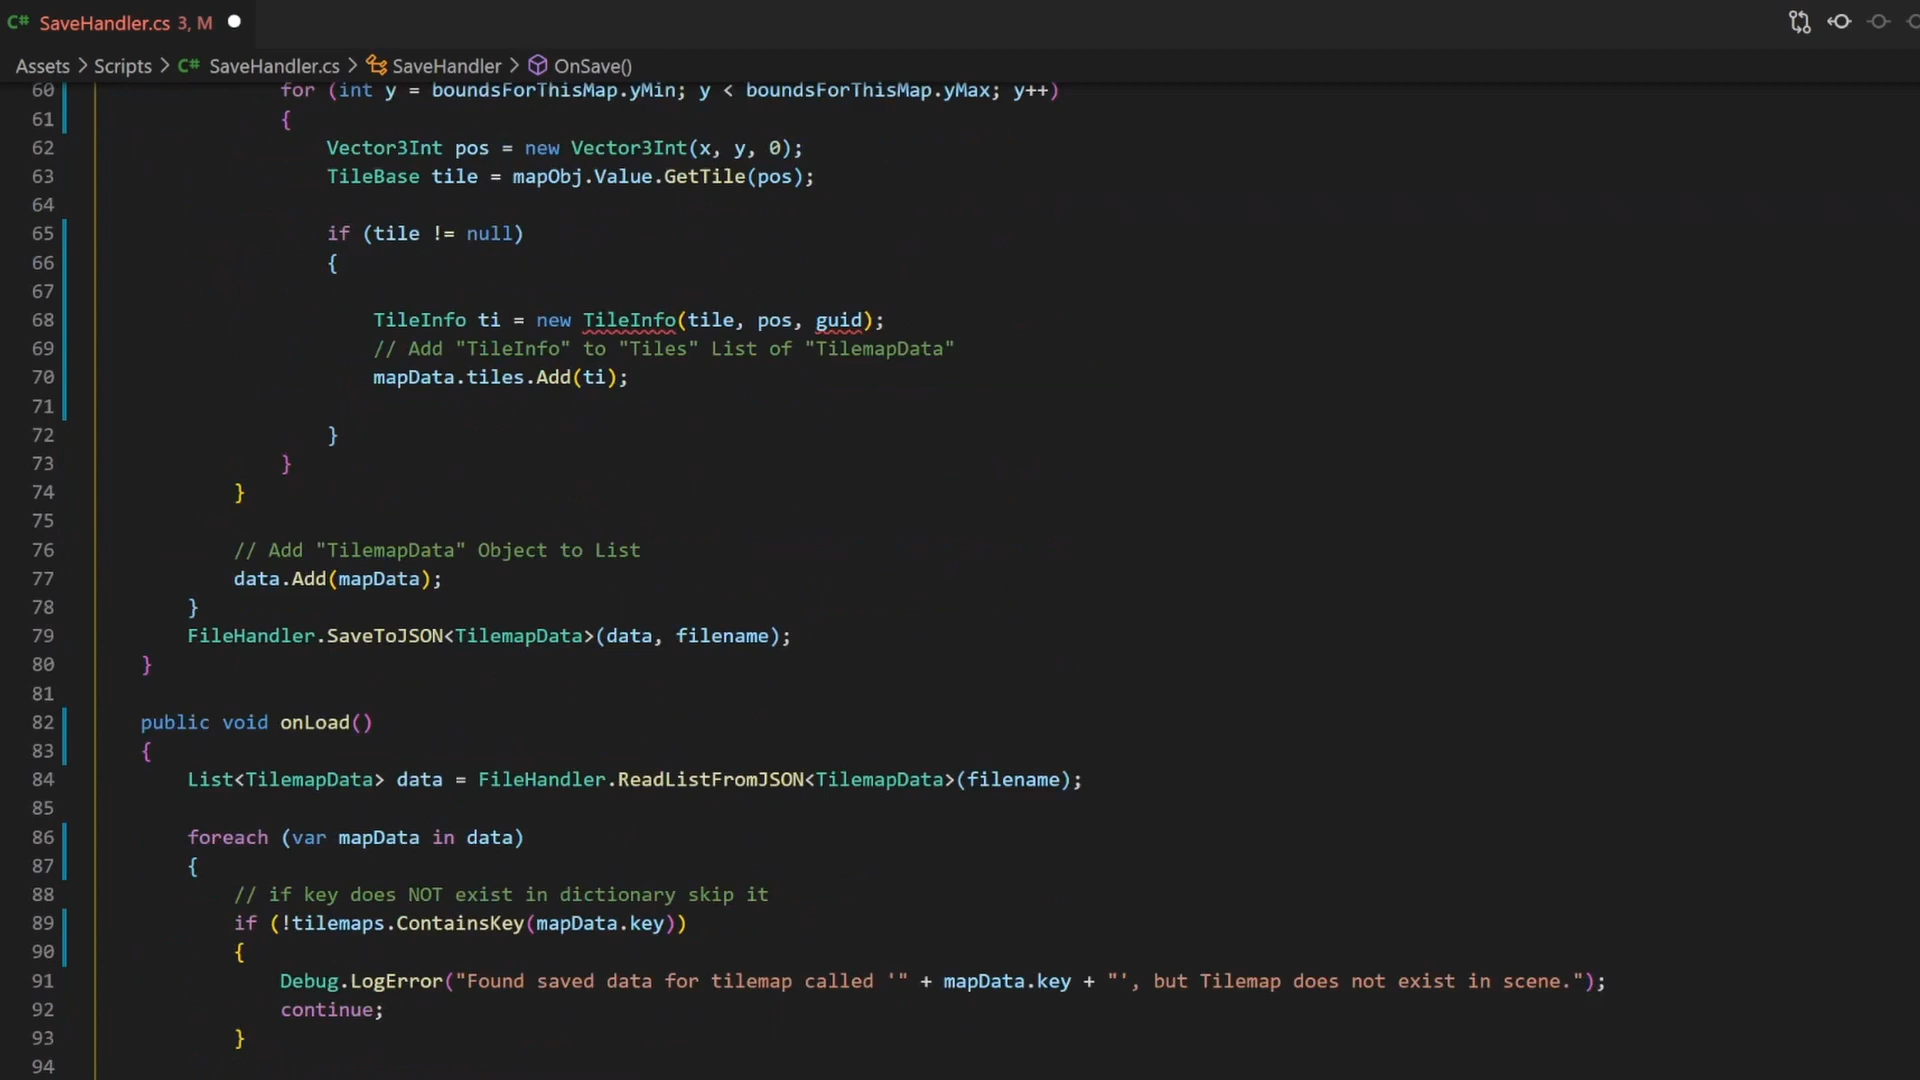 C# SaveHandler.cs 3, M
Assets > Scripts > C# SaveHandler.cs > SaveHandler > OnSave()
60 for (int y = boundsForThisMap.yMin; y < boundsForThisMap.yMax; y++)
61 {
62 Vector3Int pos = new Vector3Int(x, y, 0);
63 TileBase tile = mapObj.Value.GetTile(pos);
64
65 if (tile != null)
66 {
67
68 TileInfo ti = new TileInfo(tile, pos, guid);
69 // Add "TileInfo" to "Tiles" List of "TilemapData"
70 mapData.tiles.Add(ti);
71
72 }
73 }
74 }
75
76 // Add "TilemapData" Object to List
77 data.Add(mapData);
78 }
79 FileHandler.SaveToJSON<TilemapData>(data, filename);
80 }
81
82 public void onLoad()
83 {
84 List<TilemapData> data = FileHandler.ReadListFromJSON<TilemapData>(filename);
85
86 foreach (var mapData in data)
87 {
88 // if key does NOT exist in dictionary skip it
89 if (!tilemaps.ContainsKey(mapData.key))
90 {
91 Debug.LogError("Found saved data for tilemap called '" + mapData.key + "', but Tilemap does not exist in scene.");
92 continue;
93 }
94